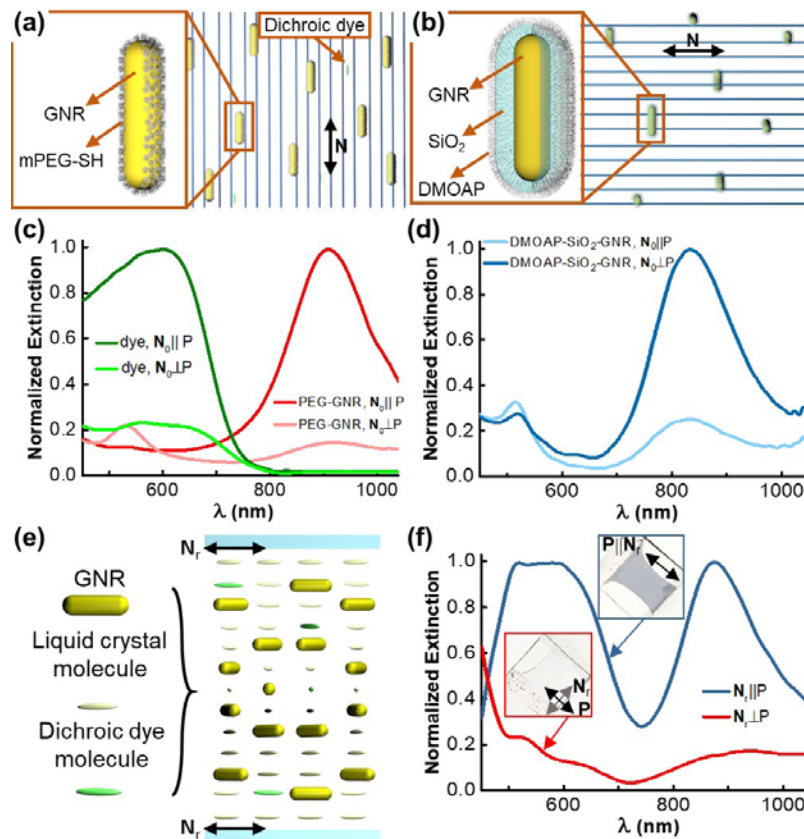 (a)
Dichroic dye
GNR
mPEG-SH
N
(b)
N
GNR
SiO₂
DMOAP
(c)
Normalized Extinction
1.0
0.8
0.6
0.4
0.2
0.0
dye, N₀||P
dye, N₀⊥P
PEG-GNR, N₀||P
PEG-GNR, N₀⊥P
600
800
1000
λ (nm)
(d)
Normalized Extinction
1.0
0.8
0.6
0.4
0.2
0.0
DMOAP-SiO₂-GNR, N₀||P
DMOAP-SiO₂-GNR, N₀⊥P
600
800
1000
λ (nm)
(e)
Nᵣ
GNR
Liquid crystal
molecule
Dichroic dye
molecule
Nᵣ
(f)
Normalized Extinction
1.0
0.8
0.6
0.4
0.2
0.0
P||Nᵣ
Nᵣ
P
Nᵣ||P
Nᵣ⊥P
600
800
1000
λ (nm)